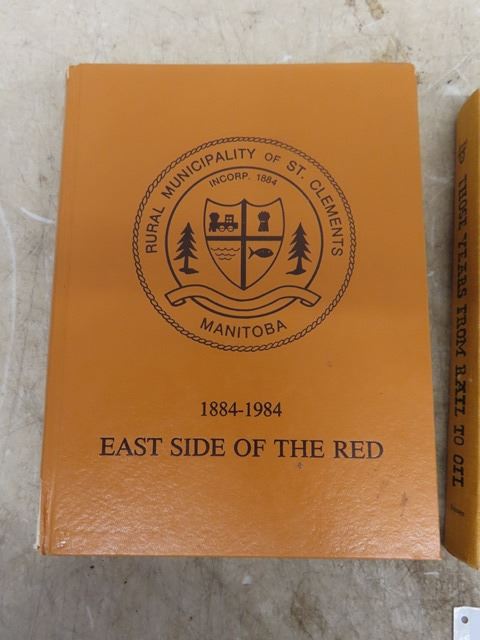 RURAL MUNICIPALITY OF ST. CLEMENTS
INCORP. 1884
MANITOBA
1884-1984
EAST SIDE OF THE RED
THOSE YEARS FROM RAIL TO OIL